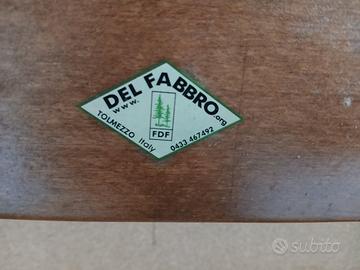 DEL FABBRO
www. .org
FDF
TOLMEZZO Italy 0433 467492
subito